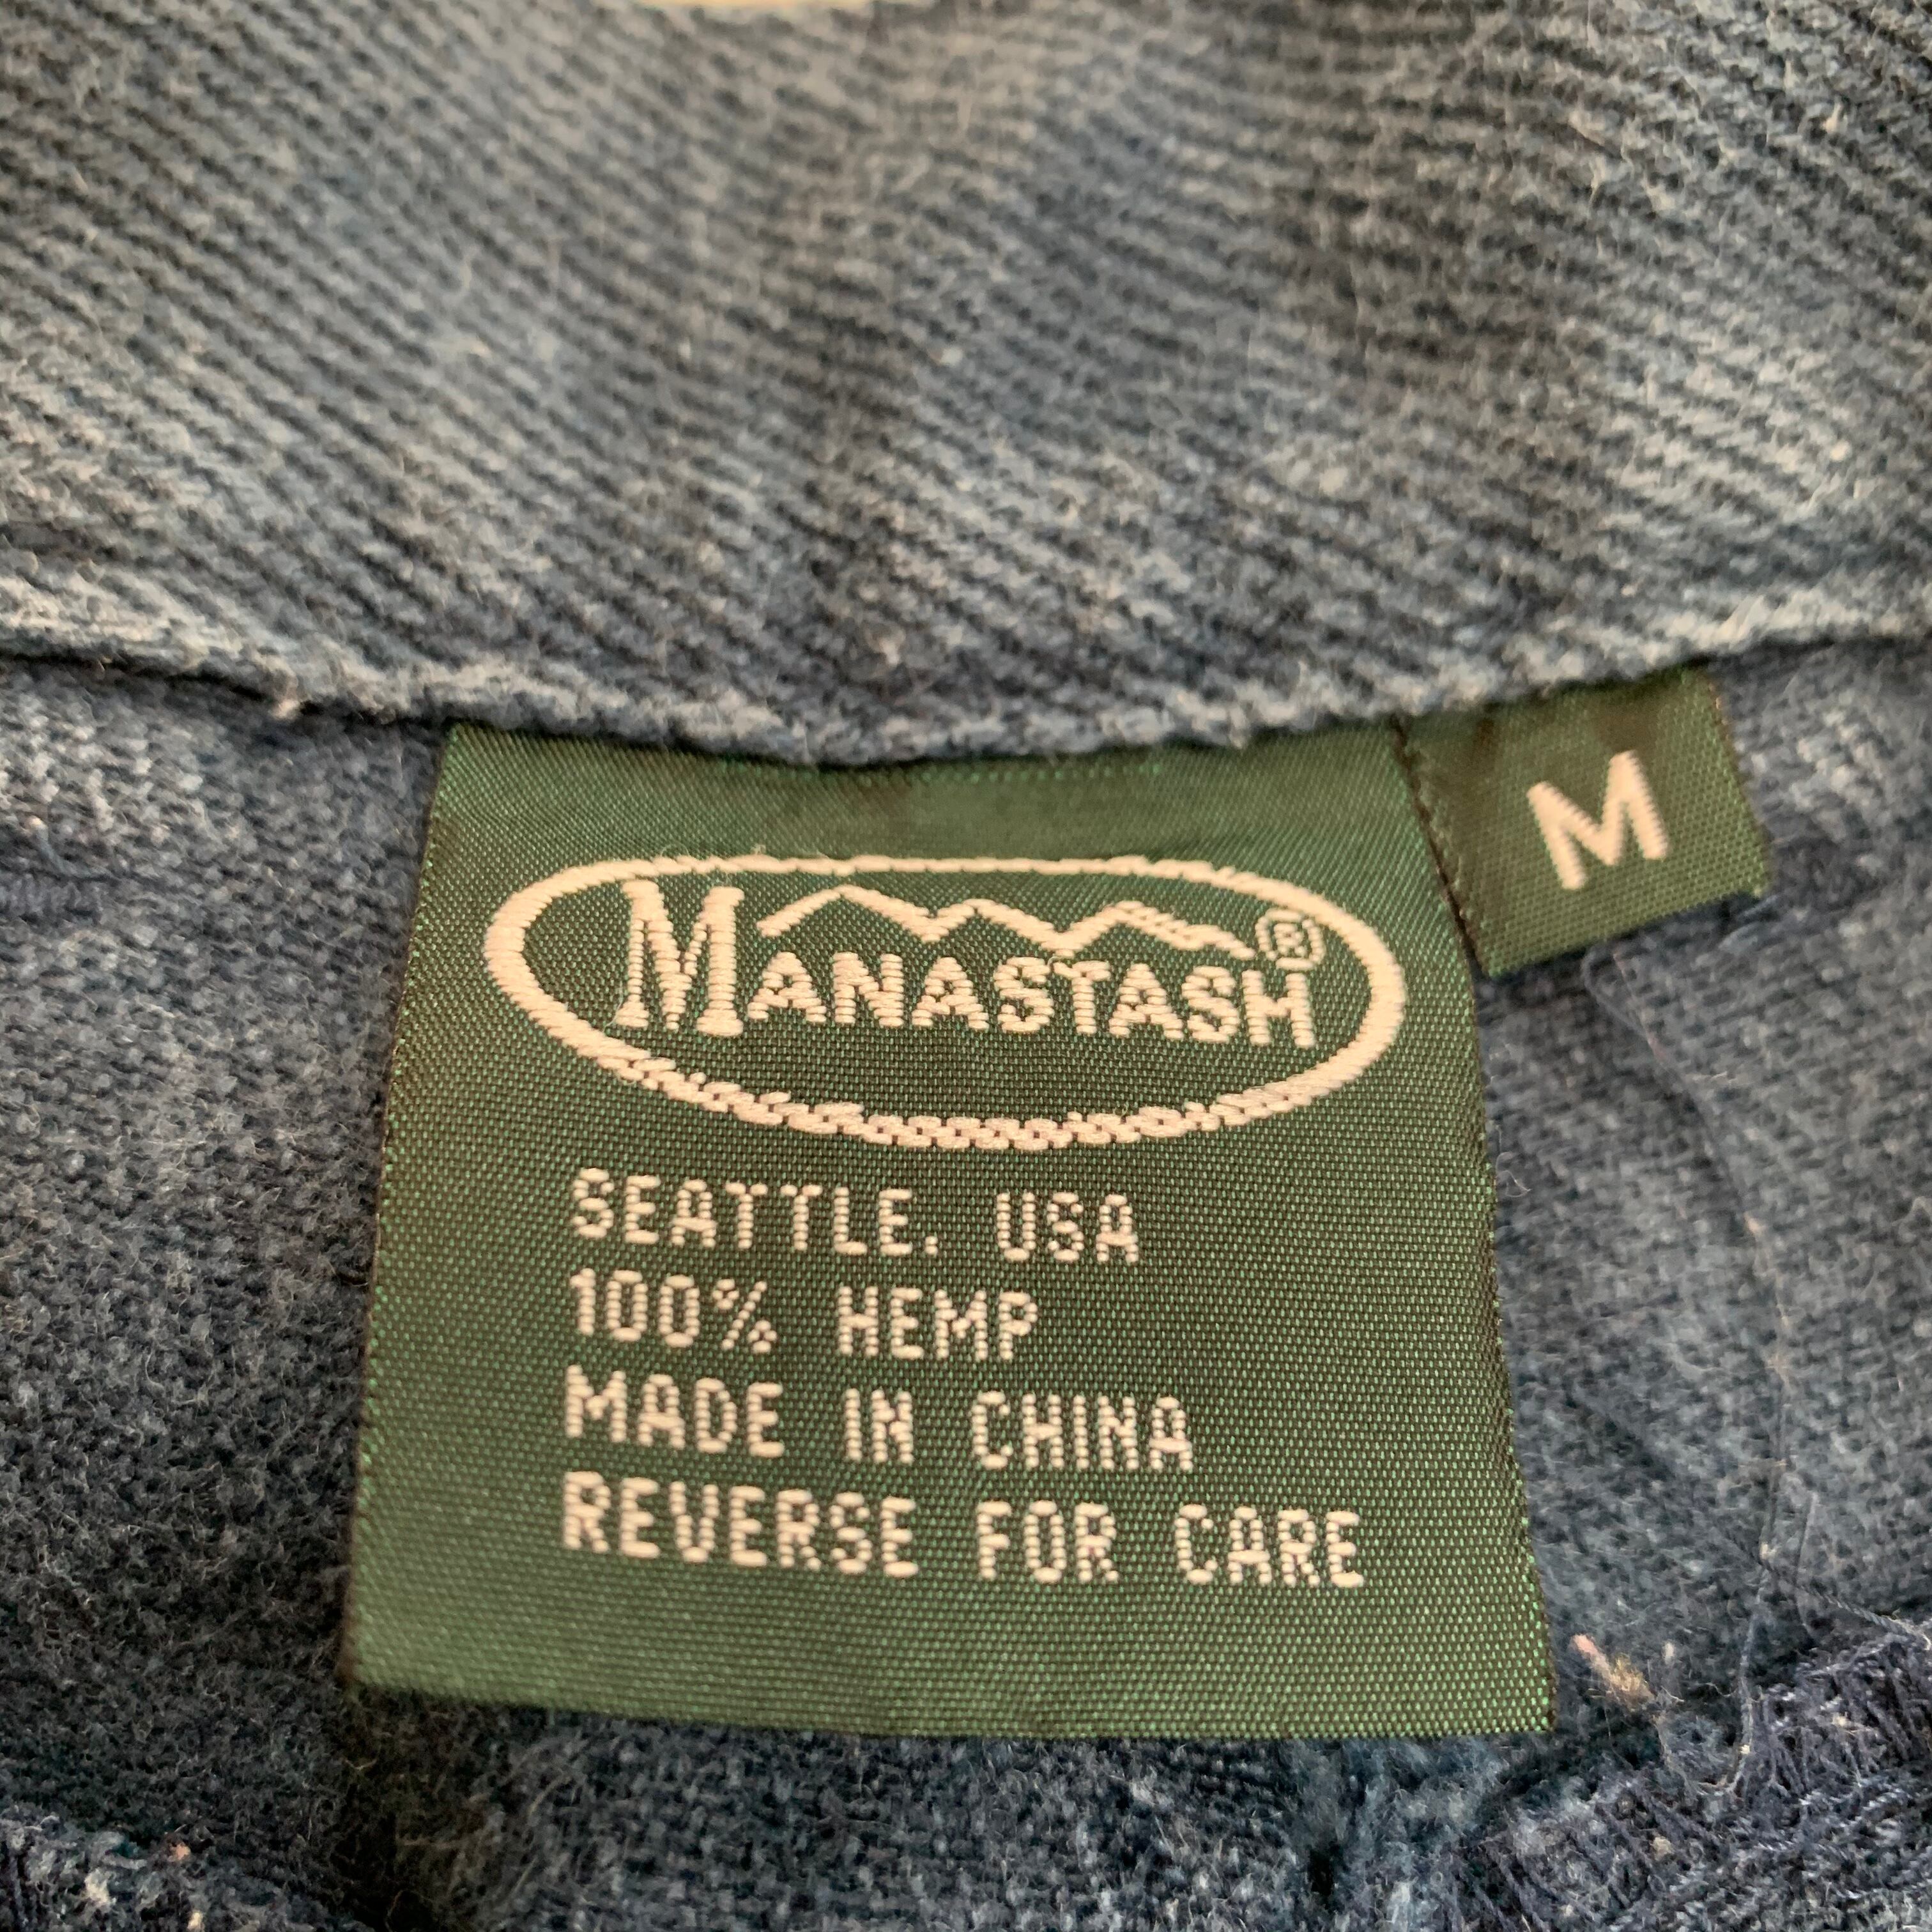 MANASTASH®
M
SEATTLE. USA
100% HEMP
MADE IN CHINA
REVERSE FOR CARE